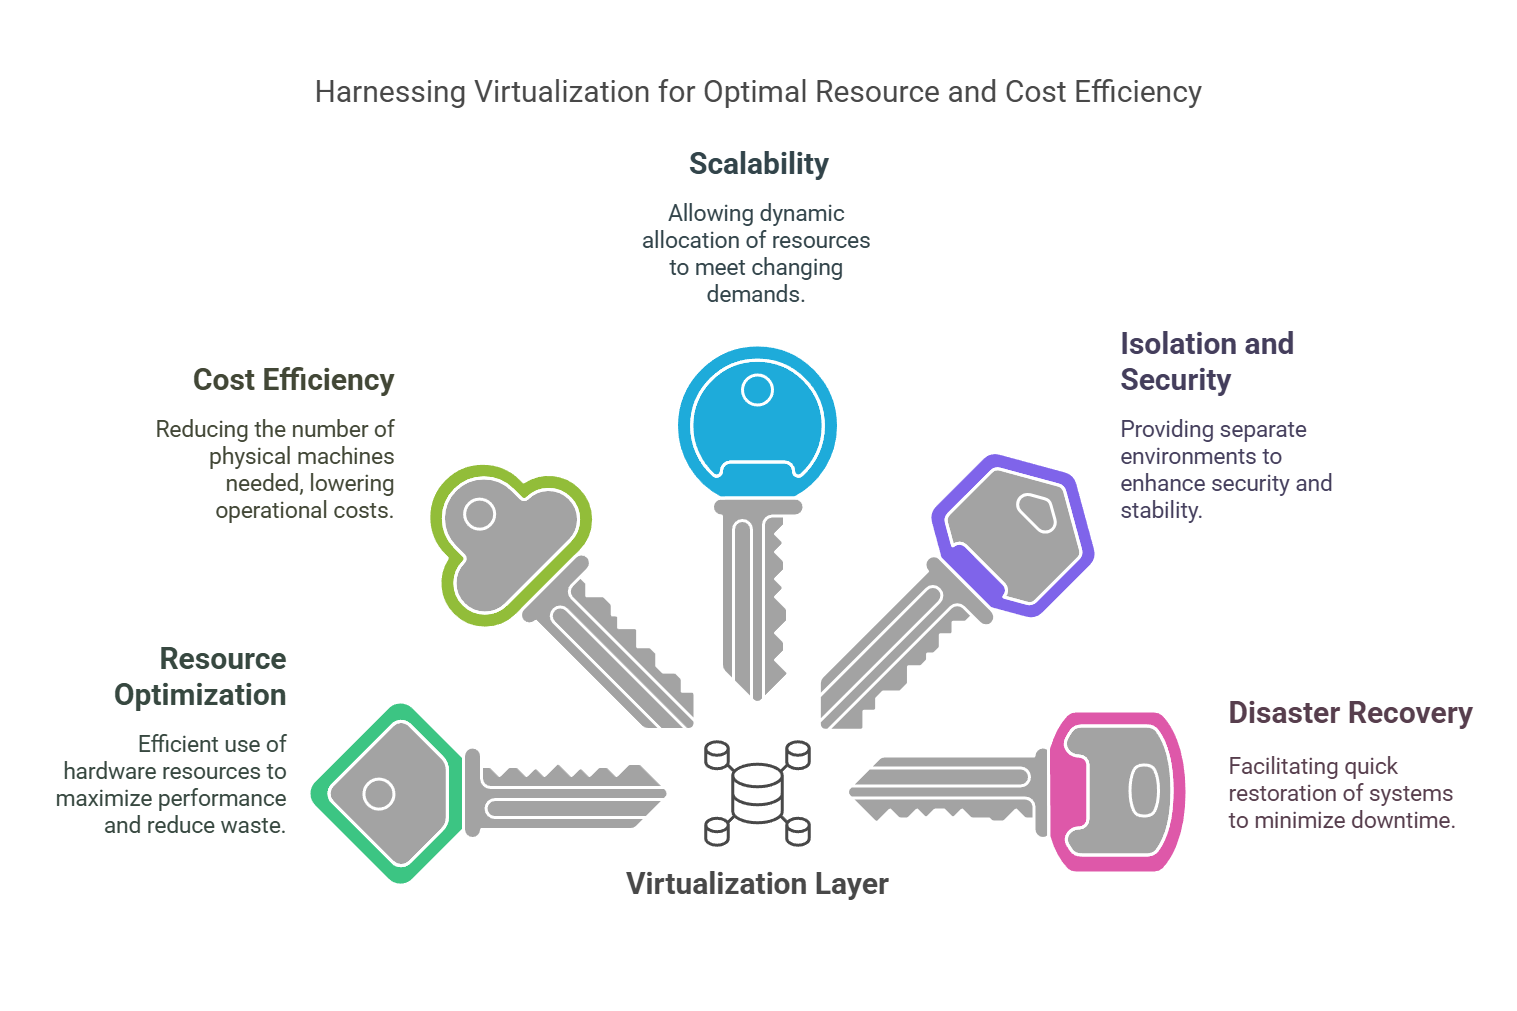 Harnessing Virtualization for Optimal Resource and Cost Efficiency
Scalability
Allowing dynamic
allocation of resources
to meet changing
demands.
Cost Efficiency
Reducing the number of
physical machines
needed, lowering
operational costs.
Isolation and
Security
Providing separate
environments to
enhance security and
stability.
Resource
Optimization
Efficient use of
hardware resources to
maximize performance
and reduce waste.
Disaster Recovery
Facilitating quick
restoration of systems
to minimize downtime.
Virtualization Layer